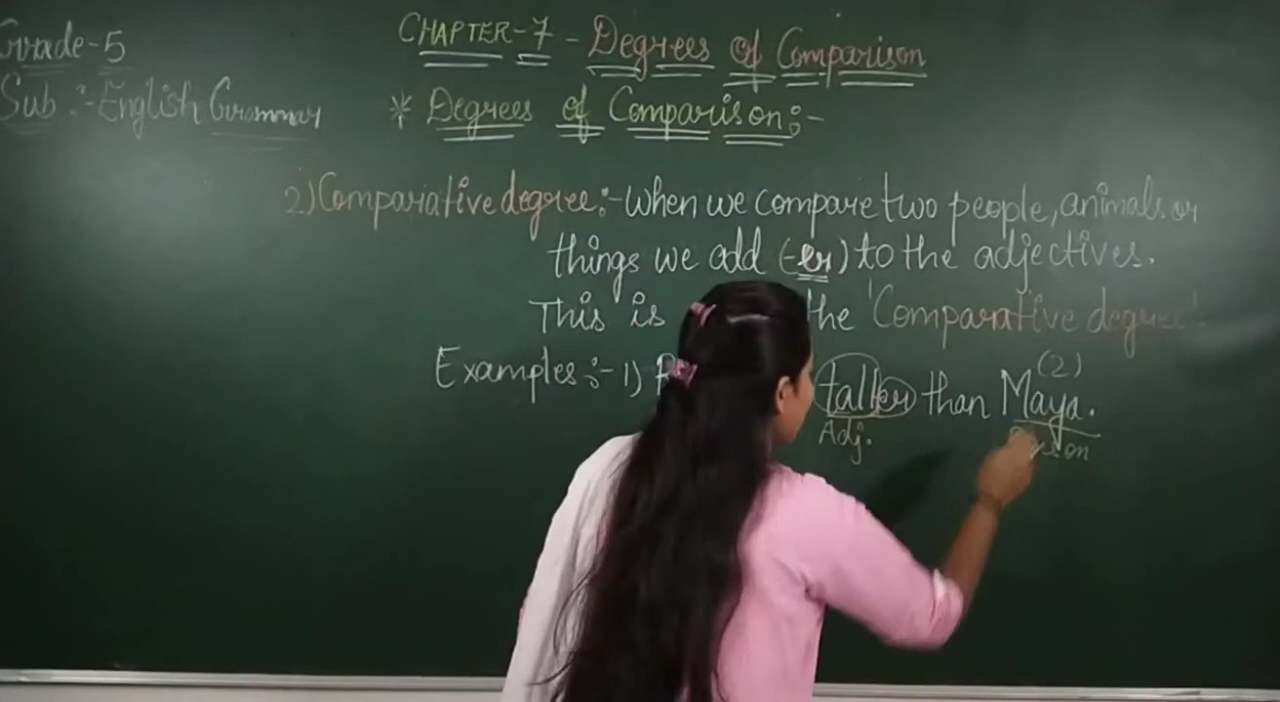 Grade-5
CHAPTER-7 - Degrees of Comparison
Sub :- English Grammar
* Degrees of Comparison:-
2) Comparative degree:- When we compare two people, animals or
things we add (-er) to the adjectives.
This is the 'Comparative degree'.
(2)
Examples :- 1) taller than Maya.
Adj.